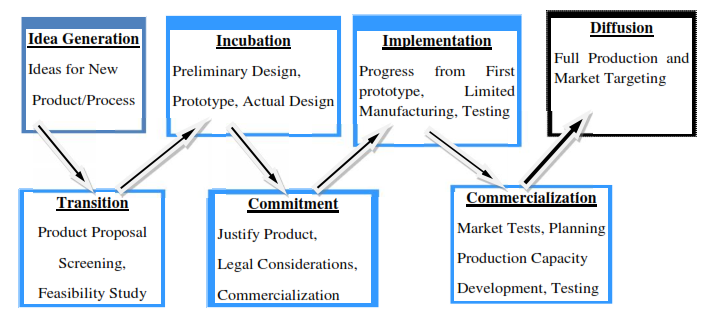 Idea Generation
Ideas for New
Product/Process
Transition
Product Proposal
Screening,
Feasibility Study
Incubation
Preliminary Design,
Prototype, Actual Design
Commitment
Justify Product,
Legal Considerations,
Commercialization
Implementation
Progress from First
prototype, Limited
Manufacturing, Testing
Commercialization
Market Tests, Planning
Production Capacity
Development, Testing
Diffusion
Full Production and
Market Targeting